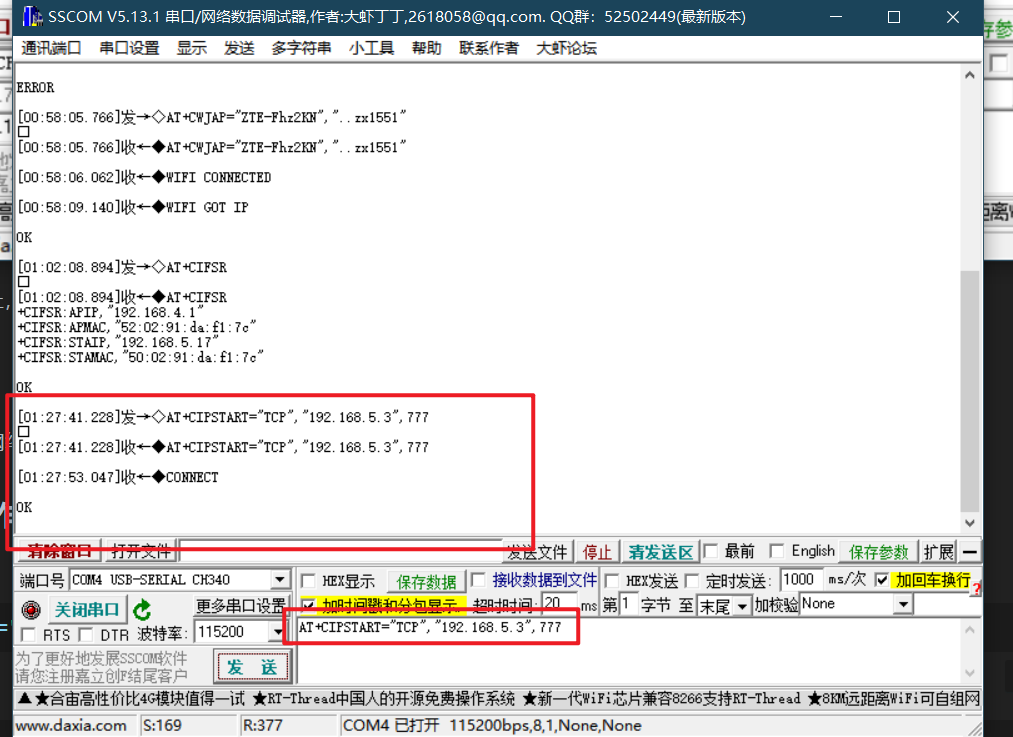 SSCOM V5.13.1 串口/网络数据调试器,作者:大虾丁丁,2618058@qq.com. QQ群: 52502449(最新版本)
通讯端口 串口设置 显示 发送 多字符串 小工具 帮助 联系作者 大虾论坛
ERROR
[00:58:05.766]发→◇AT+CWJAP="ZTE-Fhz2KN","..zx1551"
□
[00:58:05.766]收←◆AT+CWJAP="ZTE-Fhz2KN","..zx1551"
[00:58:06.062]收←◆WIFI CONNECTED
[00:58:09.140]收←◆WIFI GOT IP
OK
[01:02:08.894]发→◇AT+CIFSR
□
[01:02:08.894]收←◆AT+CIFSR
+CIFSR:APIP,"192.168.4.1"
+CIFSR:APMAC,"52:02:91:da:f1:7c"
+CIFSR:STAIP,"192.168.5.17"
+CIFSR:STAMAC,"50:02:91:da:f1:7c"
OK
[01:27:41.228]发→◇AT+CIPSTART="TCP","192.168.5.3",777
□
[01:27:41.228]收←◆AT+CIPSTART="TCP","192.168.5.3",777
[01:27:53.047]收←◆CONNECT
OK
清除窗口 打开文件 发送文件 停止 清发送区 最前 English 保存参数 扩展 —
端口号 COM4 USB-SERIAL CH340 HEX显示 保存数据 接收数据到文件 HEX发送 定时发送: 1000 ms/次 加回车换行
关闭串口 更多串口设置 加时间戳和分包显示. 超时时间: 20 ms 第 1 字节 至 末尾 加校验 None
RTS DTR 波特率: 115200 AT+CIPSTART="TCP","192.168.5.3",777
为了更好地发展SSCOM软件
请您注册嘉立创F结尾客户
发 送
▲★合宙高性价比4G模块值得一试 ★RT-Thread中国人的开源免费操作系统 ★新一代WiFi芯片兼容8266支持RT-Thread ★8KM远距离WiFi可自组网
www.daxia.com S:169 R:377 COM4 已打开 115200bps,8,1,None,None